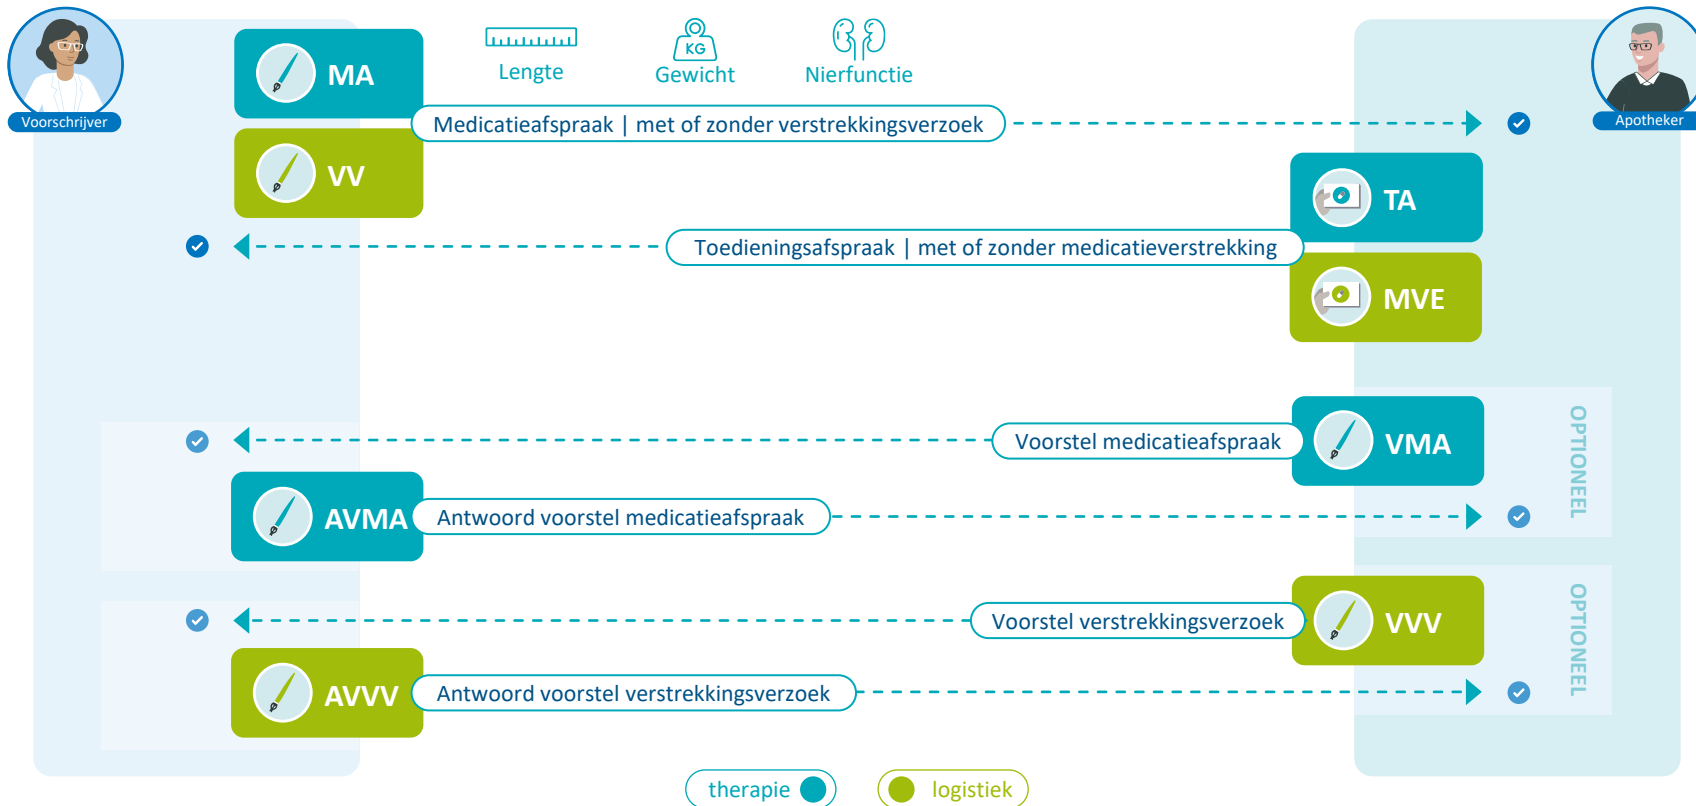 Voorschrijver
MA
Lengte
KG
Gewicht
Nierfunctie
Apotheker
Medicatieafspraak | met of zonder verstrekkingsverzoek
VV
TA
Toedieningsafspraak | met of zonder medicatieverstrekking
MVE
Voorstel medicatieafspraak
VMA
OPTIONEEL
AVMA
Antwoord voorstel medicatieafspraak
Voorstel verstrekkingsverzoek
VVV
OPTIONEEL
AVVV
Antwoord voorstel verstrekkingsverzoek
therapie
logistiek